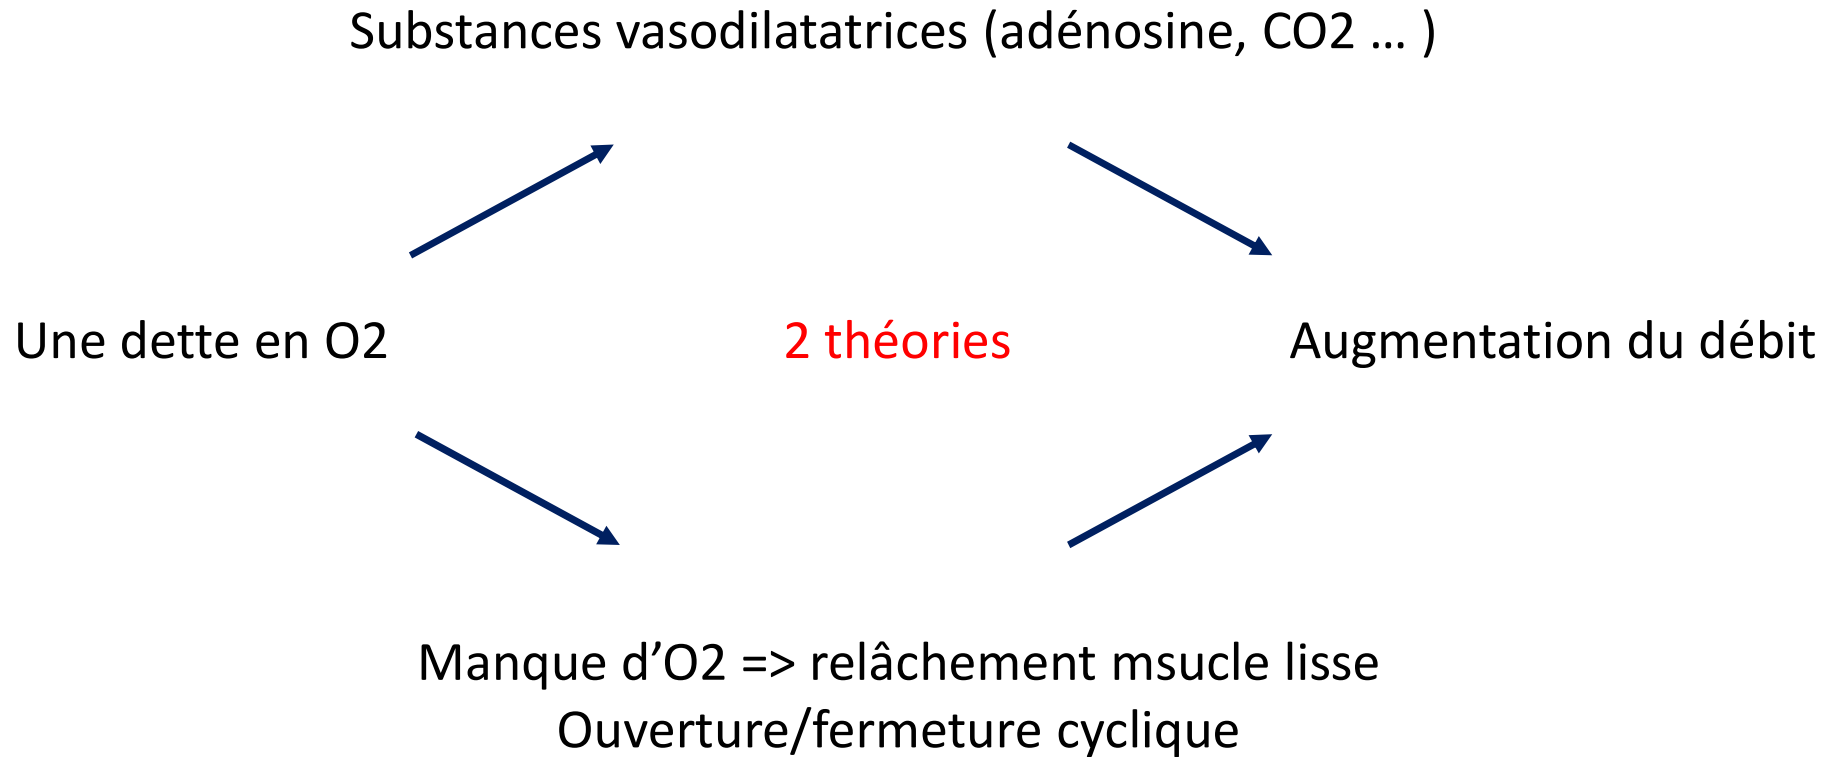 Substances vasodilatatrices (adénosine, CO2 ... )
Une dette en O2
2 théories
Augmentation du débit
Manque d’O2 => relâchement msucle lisse
Ouverture/fermeture cyclique